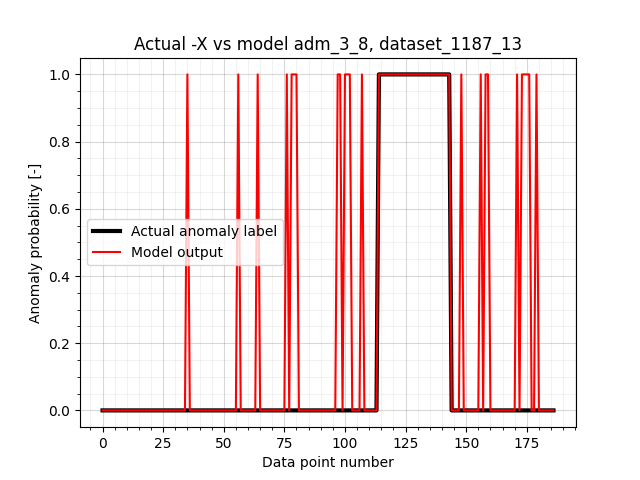 Actual -X vs model adm_3_8, dataset_1187_13
Anomaly probability [-]
1.0
0.8
0.6
0.4
0.2
0.0
Actual anomaly label
Model output
0 25 50 75 100 125 150 175
Data point number